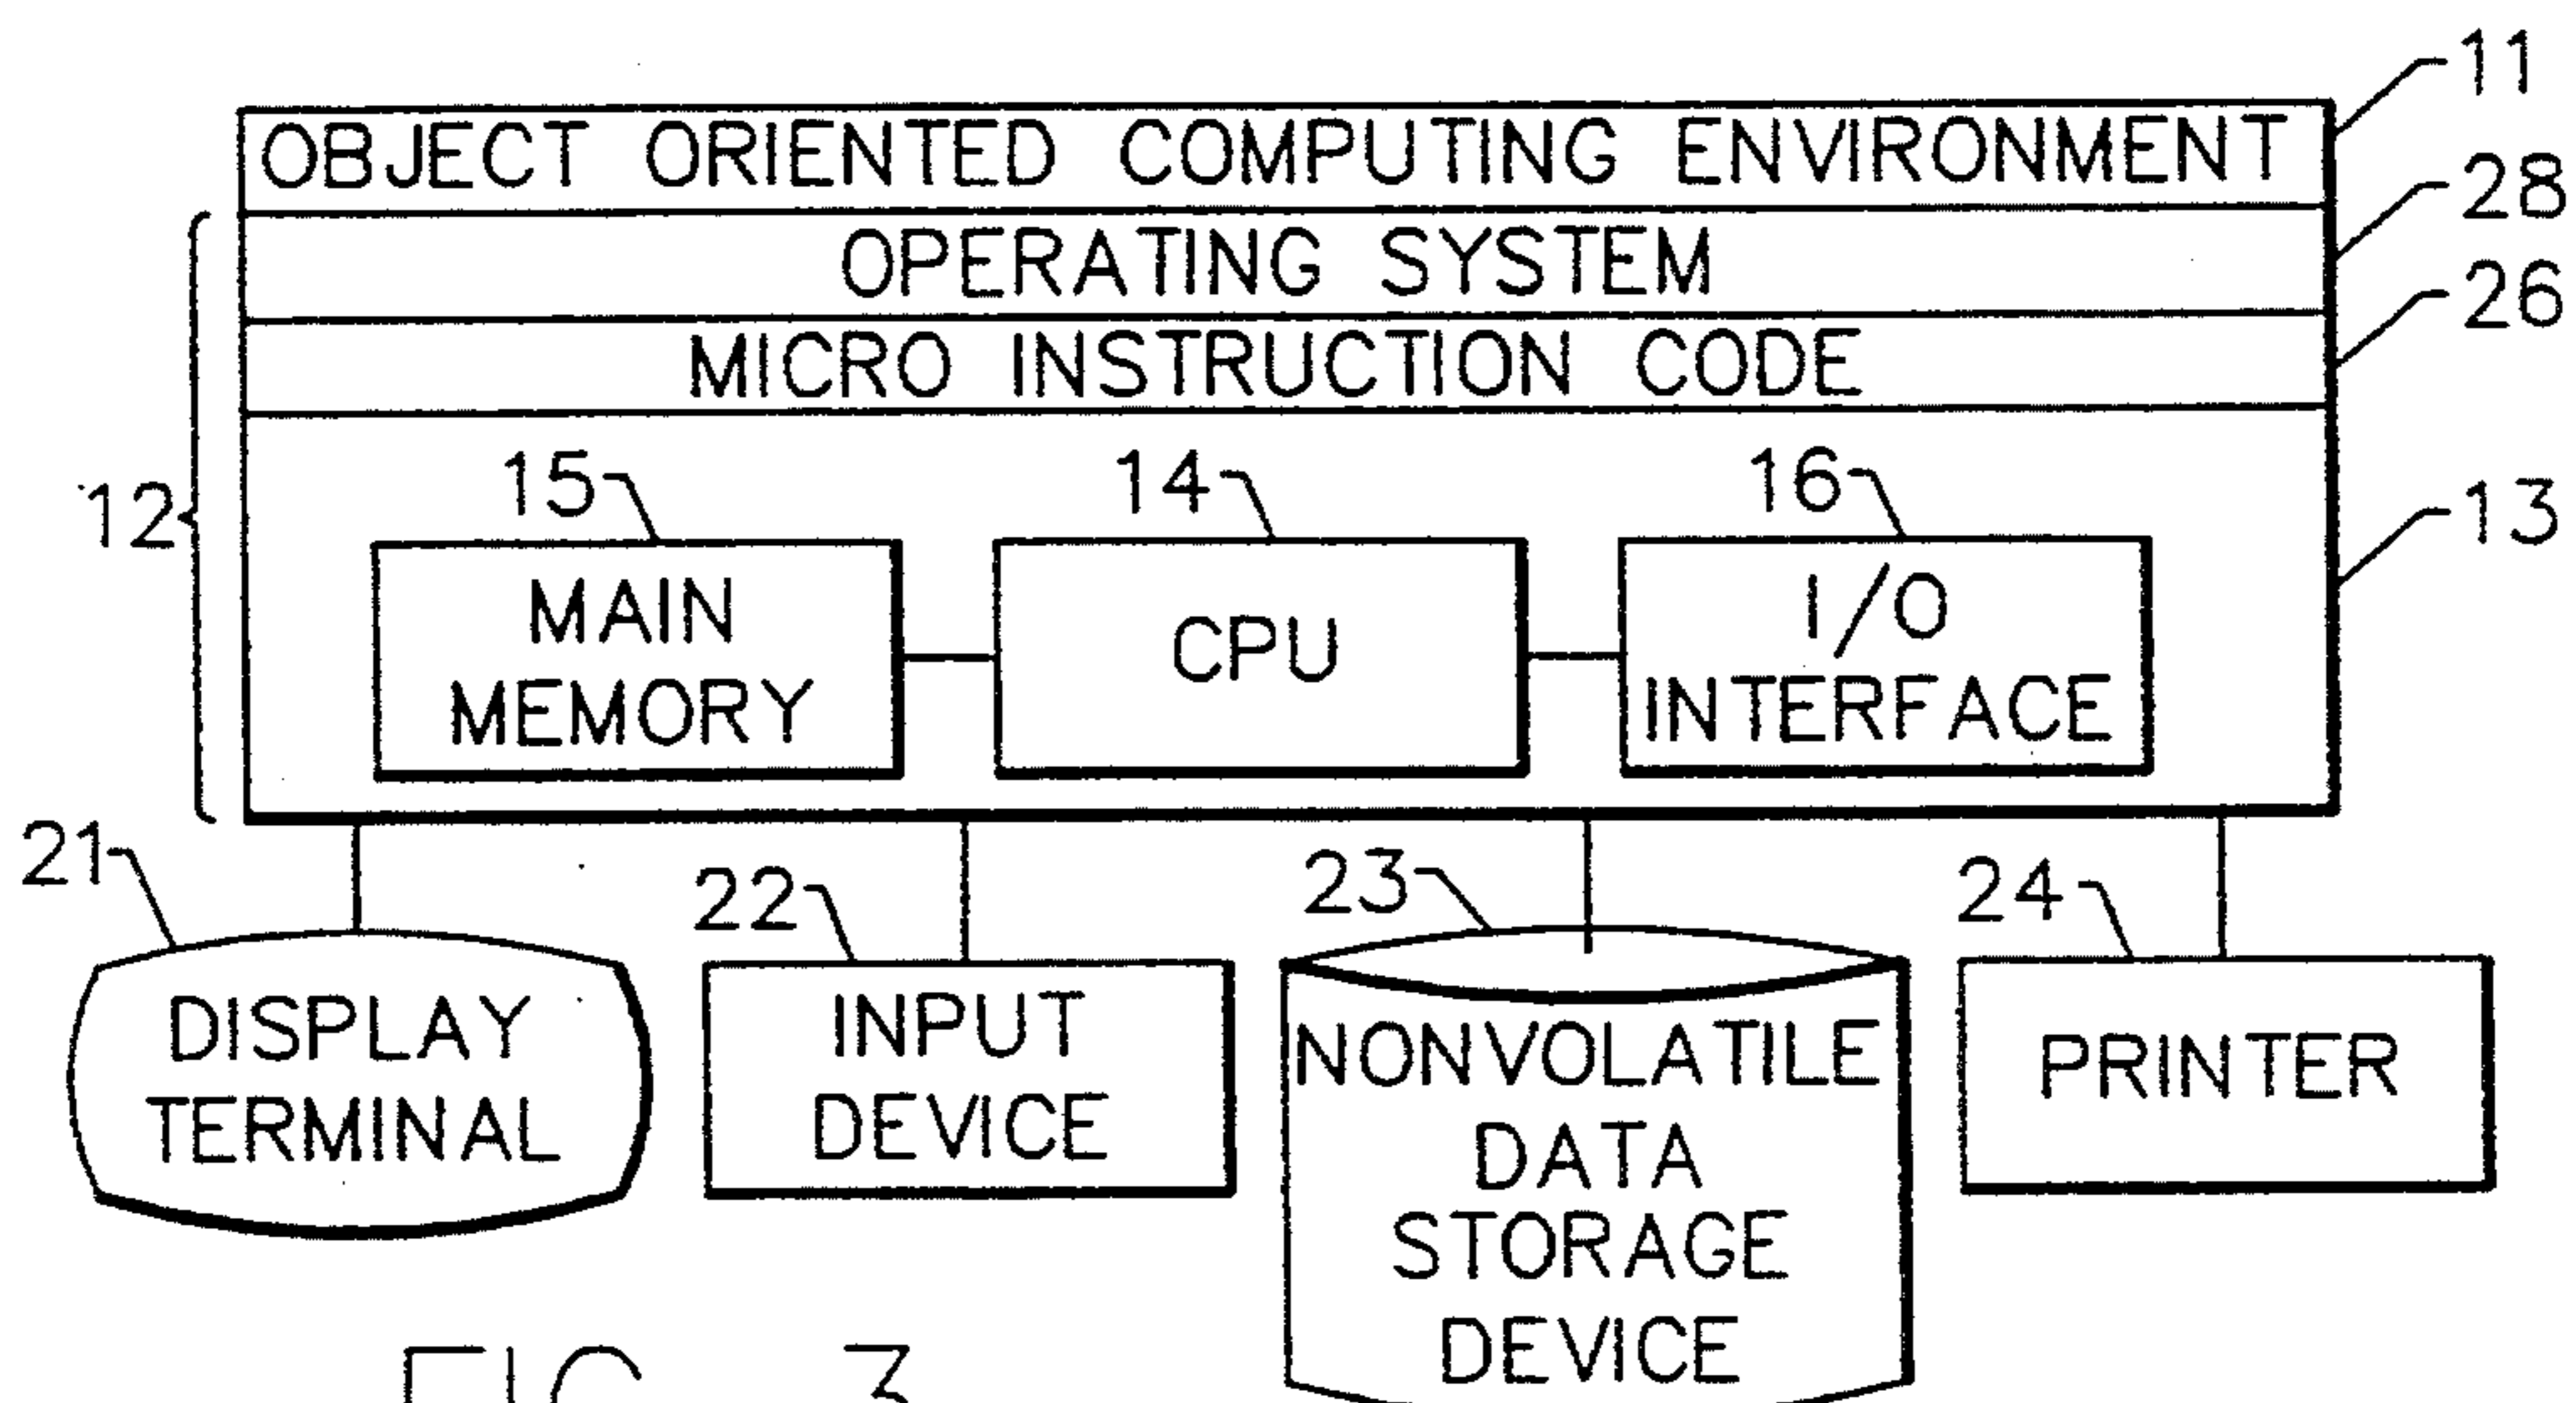 11
OBJECT ORIENTED COMPUTING ENVIRONMENT
28
OPERATING SYSTEM
26
MICRO INSTRUCTION CODE
12
15
14
16
13
MAIN
MEMORY
CPU
I/O
INTERFACE
21
22
23
24
DISPLAY
TERMINAL
INPUT
DEVICE
NONVOLATILE
DATA
STORAGE
DEVICE
PRINTER
FIG. 3